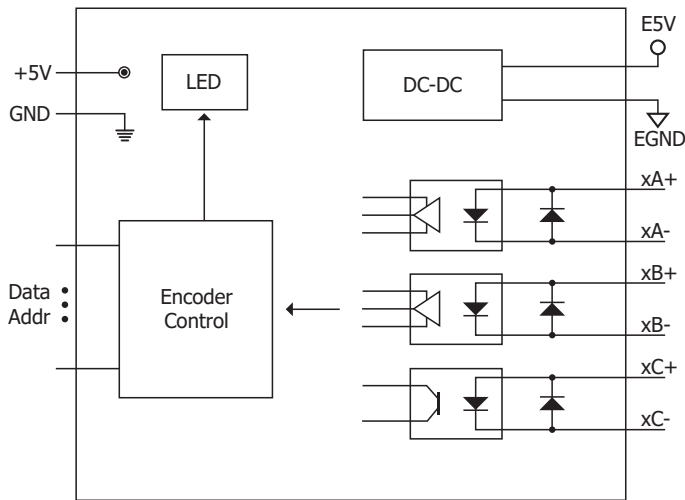 E5V
+5V
LED
DC-DC
GND
EGND
xA+
xA-
xB+
Data
Addr
Encoder
Control
xB-
xC+
xC-